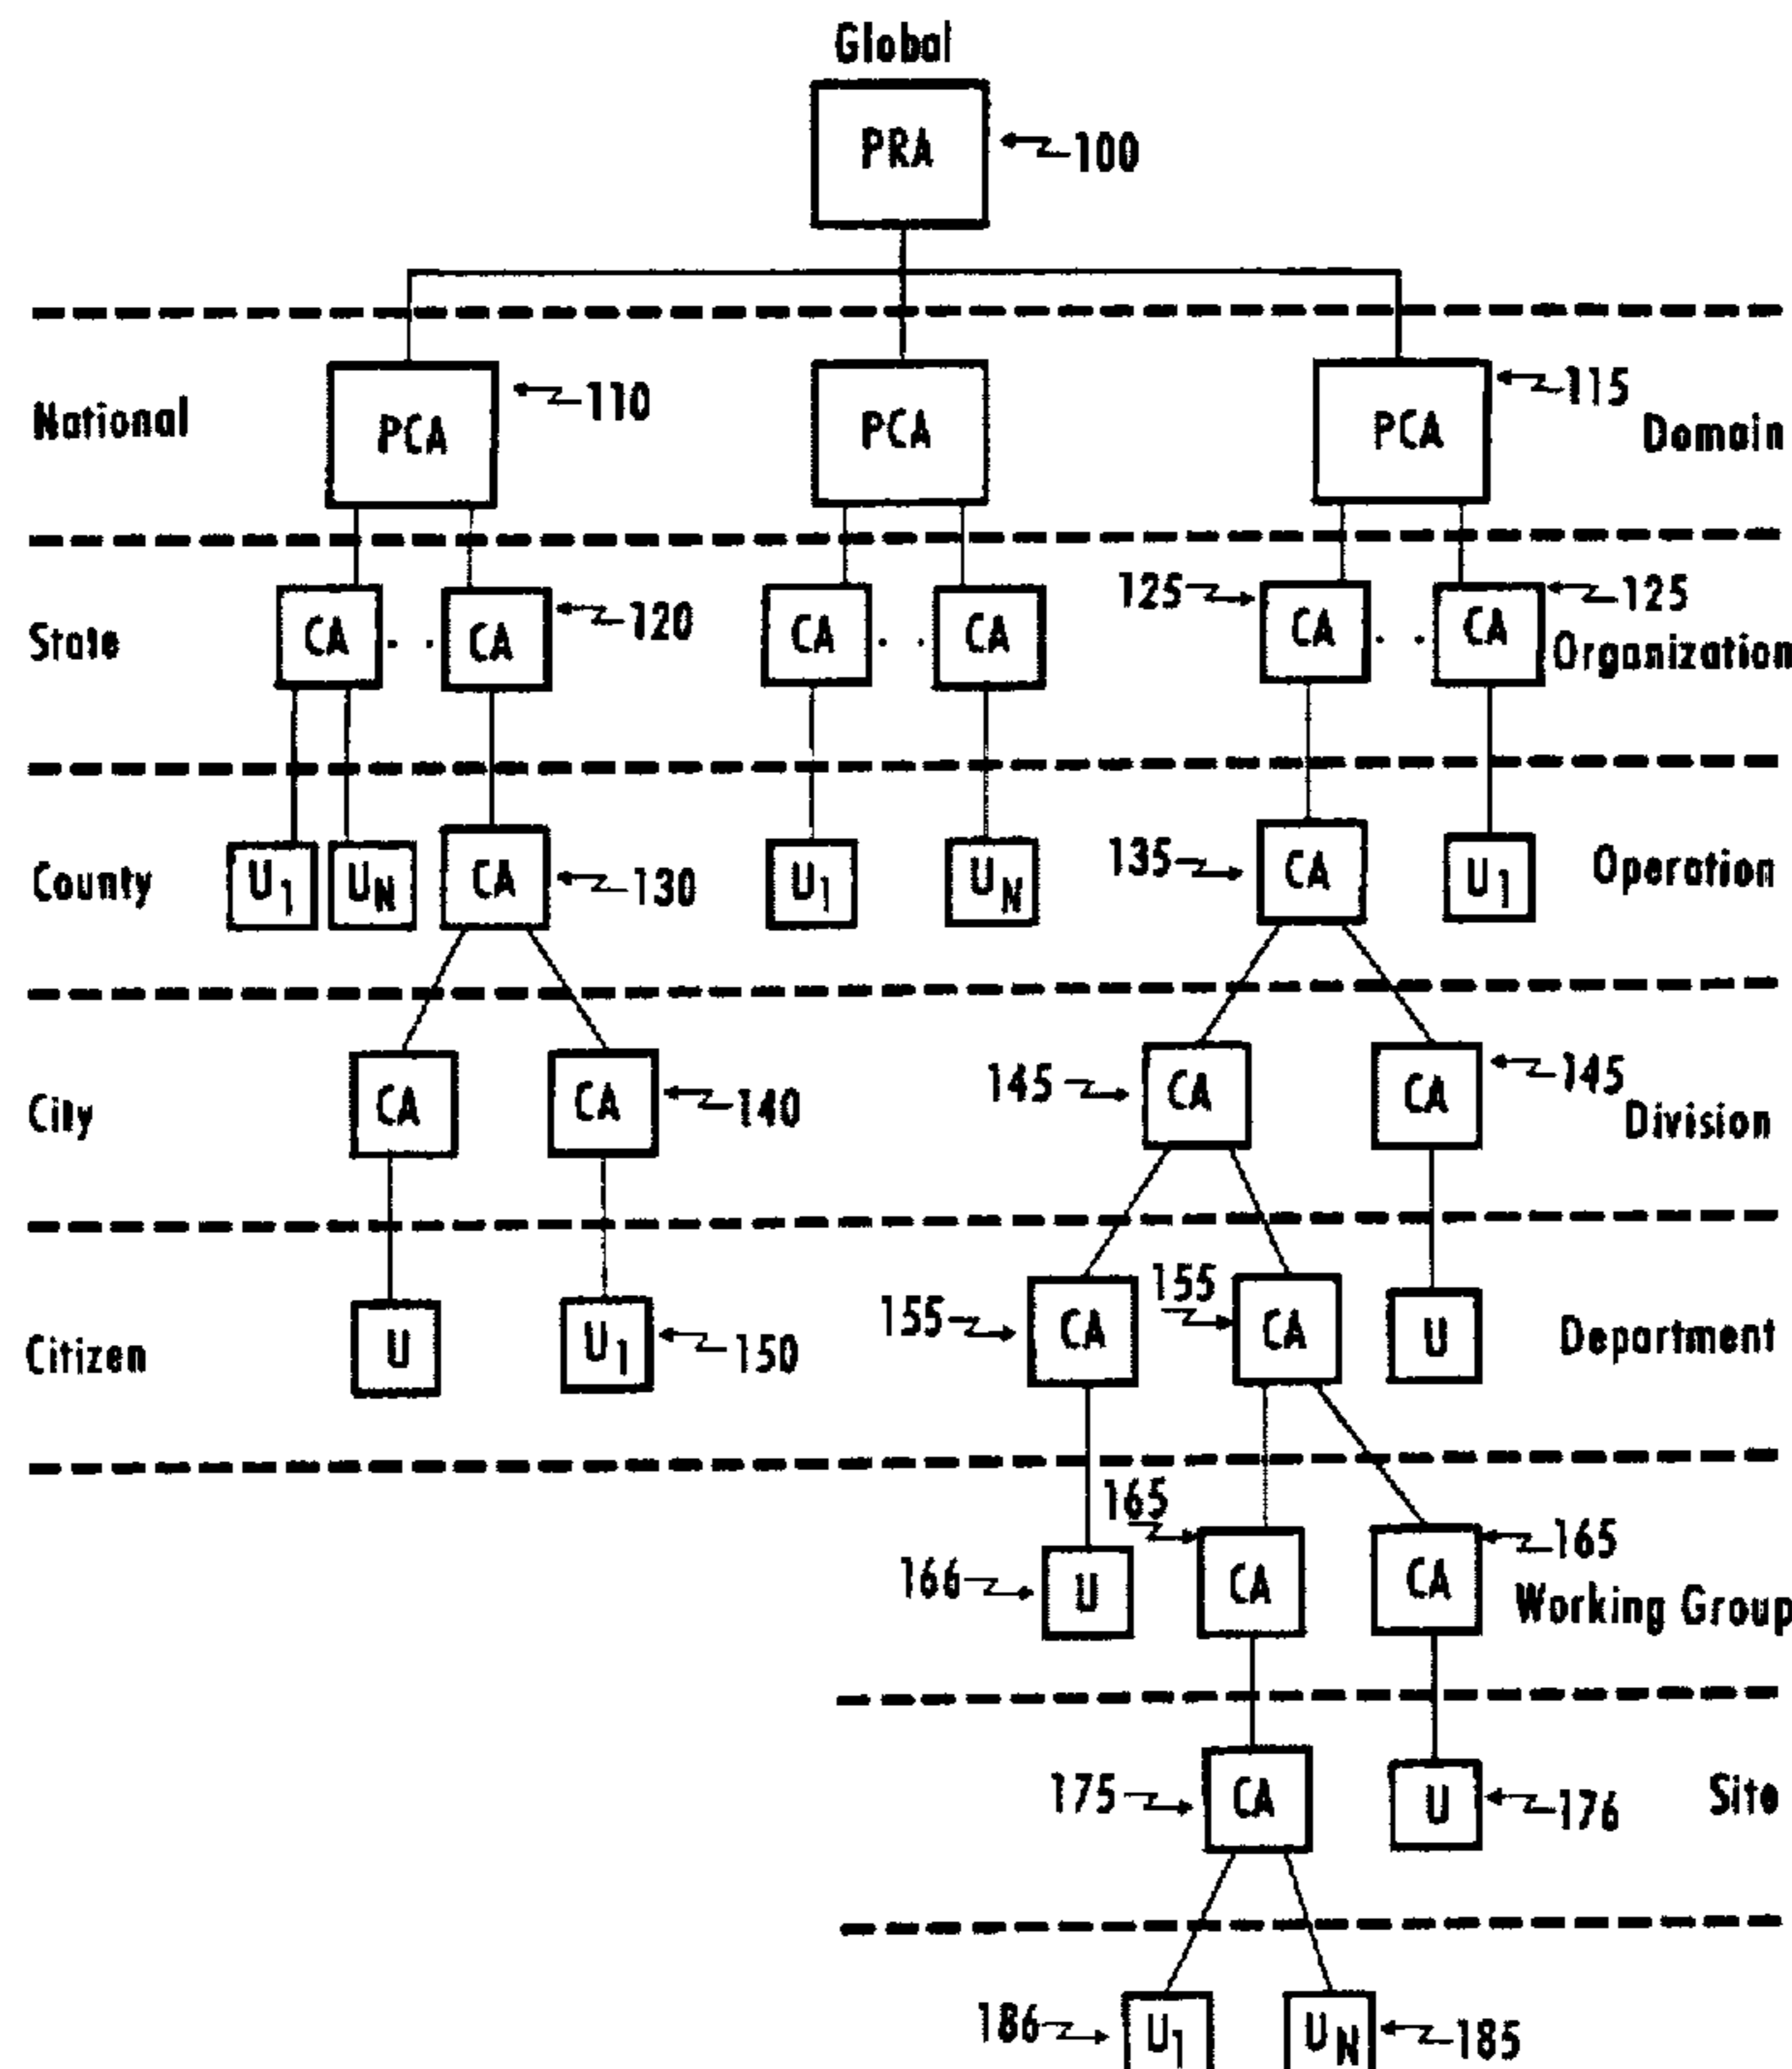 Global
PRA 100
National PCA 110 PCA PCA 115 Domain
State CA . . CA 120 CA . . CA 125 CA . . CA 125 Organization
County U1 UN CA 130 U1 UN 135 CA U1 Operation
City CA CA 140 145 CA CA 145 Division
Citizen U U1 150 155 CA 155 CA U Department
166 U 165 CA CA 165 Working Group
175 CA U 176 Site
186 U1 UN 185